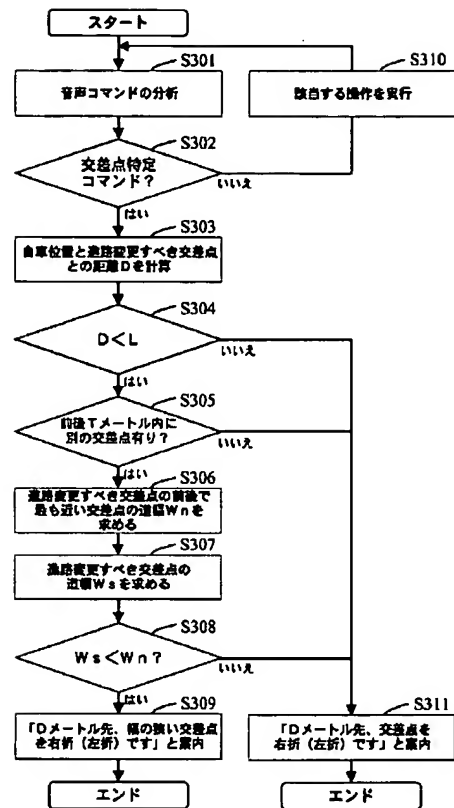 スタート
S301
音声コマンドの分析
S310
該当する操作を実行
S302
交差点特定
コマンド？
いいえ
はい
S303
自車位置と進路変更すべき交差点
との距離Dを計算
S304
D＜L
いいえ
はい
S305
前後Tメートル内に
別の交差点有り？
はい
S306
進路変更すべき交差点の前後で
最も近い交差点の道幅Wnを
求める
S307
進路変更すべき交差点の
道幅Wsを求める
S308
Ws＜Wn？
いいえ
はい
S309
「Dメートル先、幅の狭い交差点
を右折（左折）です」と案内
エンド
S311
「Dメートル先、交差点を
右折（左折）です」と案内
エンド